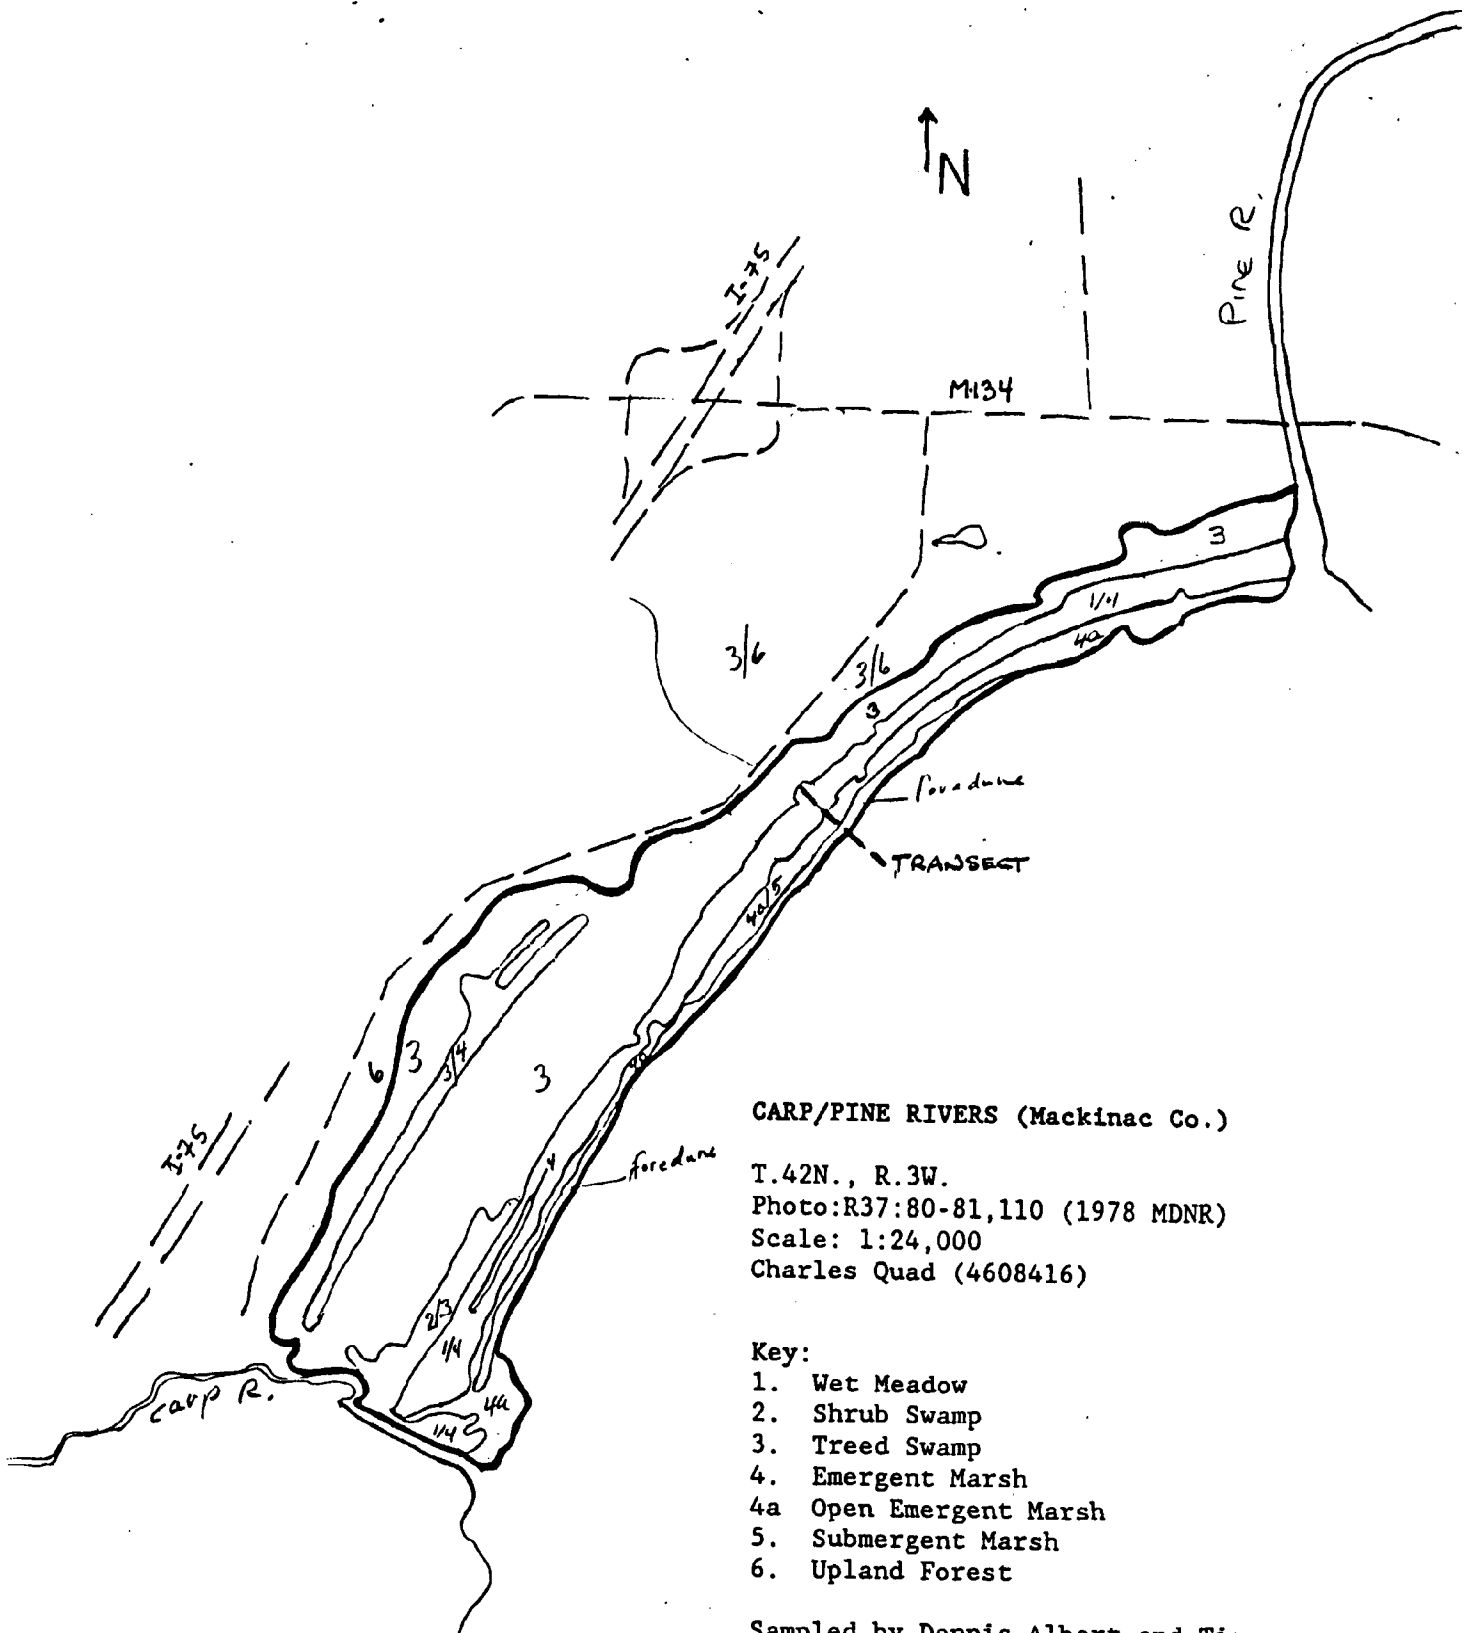 N
I-75
Pine R.
M-134
3
1/4
4a
3/6
3/6
3
foredune
TRANSECT
4a/5
3
3/4
6
3
4a
I-75
4
foredune
2/3
1/4
4a
1/4
Carp R.
CARP/PINE RIVERS (Mackinac Co.)
T.42N., R.3W.
Photo:R37:80-81,110 (1978 MDNR)
Scale: 1:24,000
Charles Quad (4608416)
Key:
1. Wet Meadow
2. Shrub Swamp
3. Treed Swamp
4. Emergent Marsh
4a Open Emergent Marsh
5. Submergent Marsh
6. Upland Forest
Sampled by Dennis Albert and